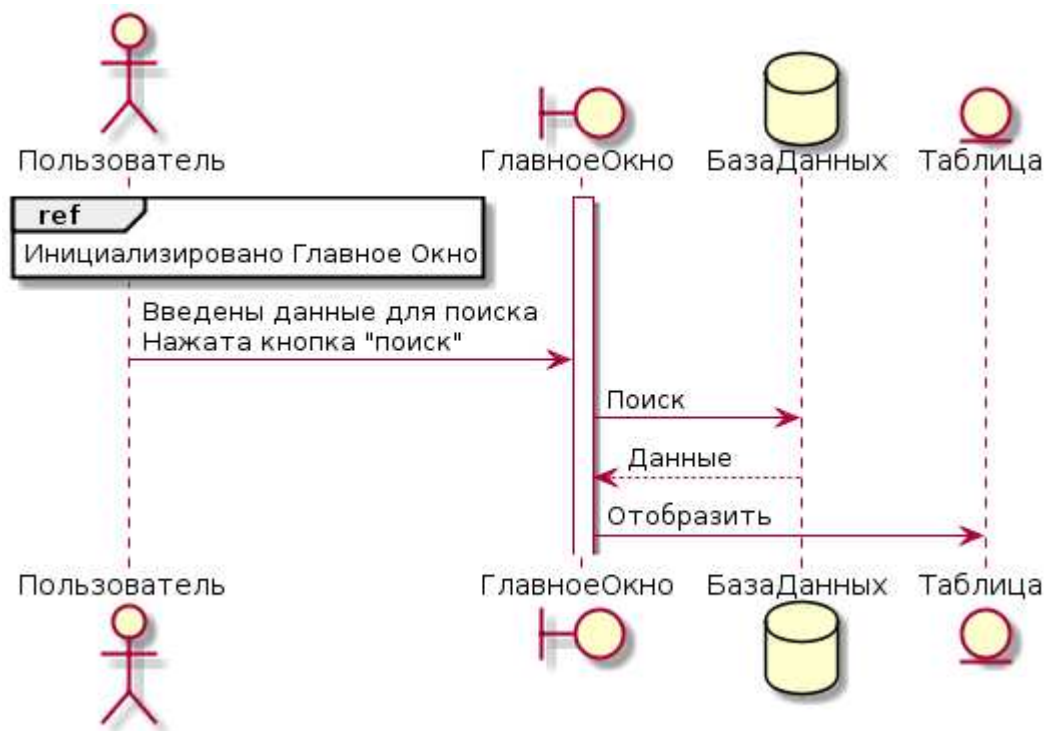 Пользователь
ГлавноеОкно
БазаДанных
Таблица
ref
Инициализировано Главное Окно
Введены данные для поиска
Нажата кнопка "поиск"
Поиск
Данные
Отобразить
Пользователь
ГлавноеОкно
БазаДанных
Таблица